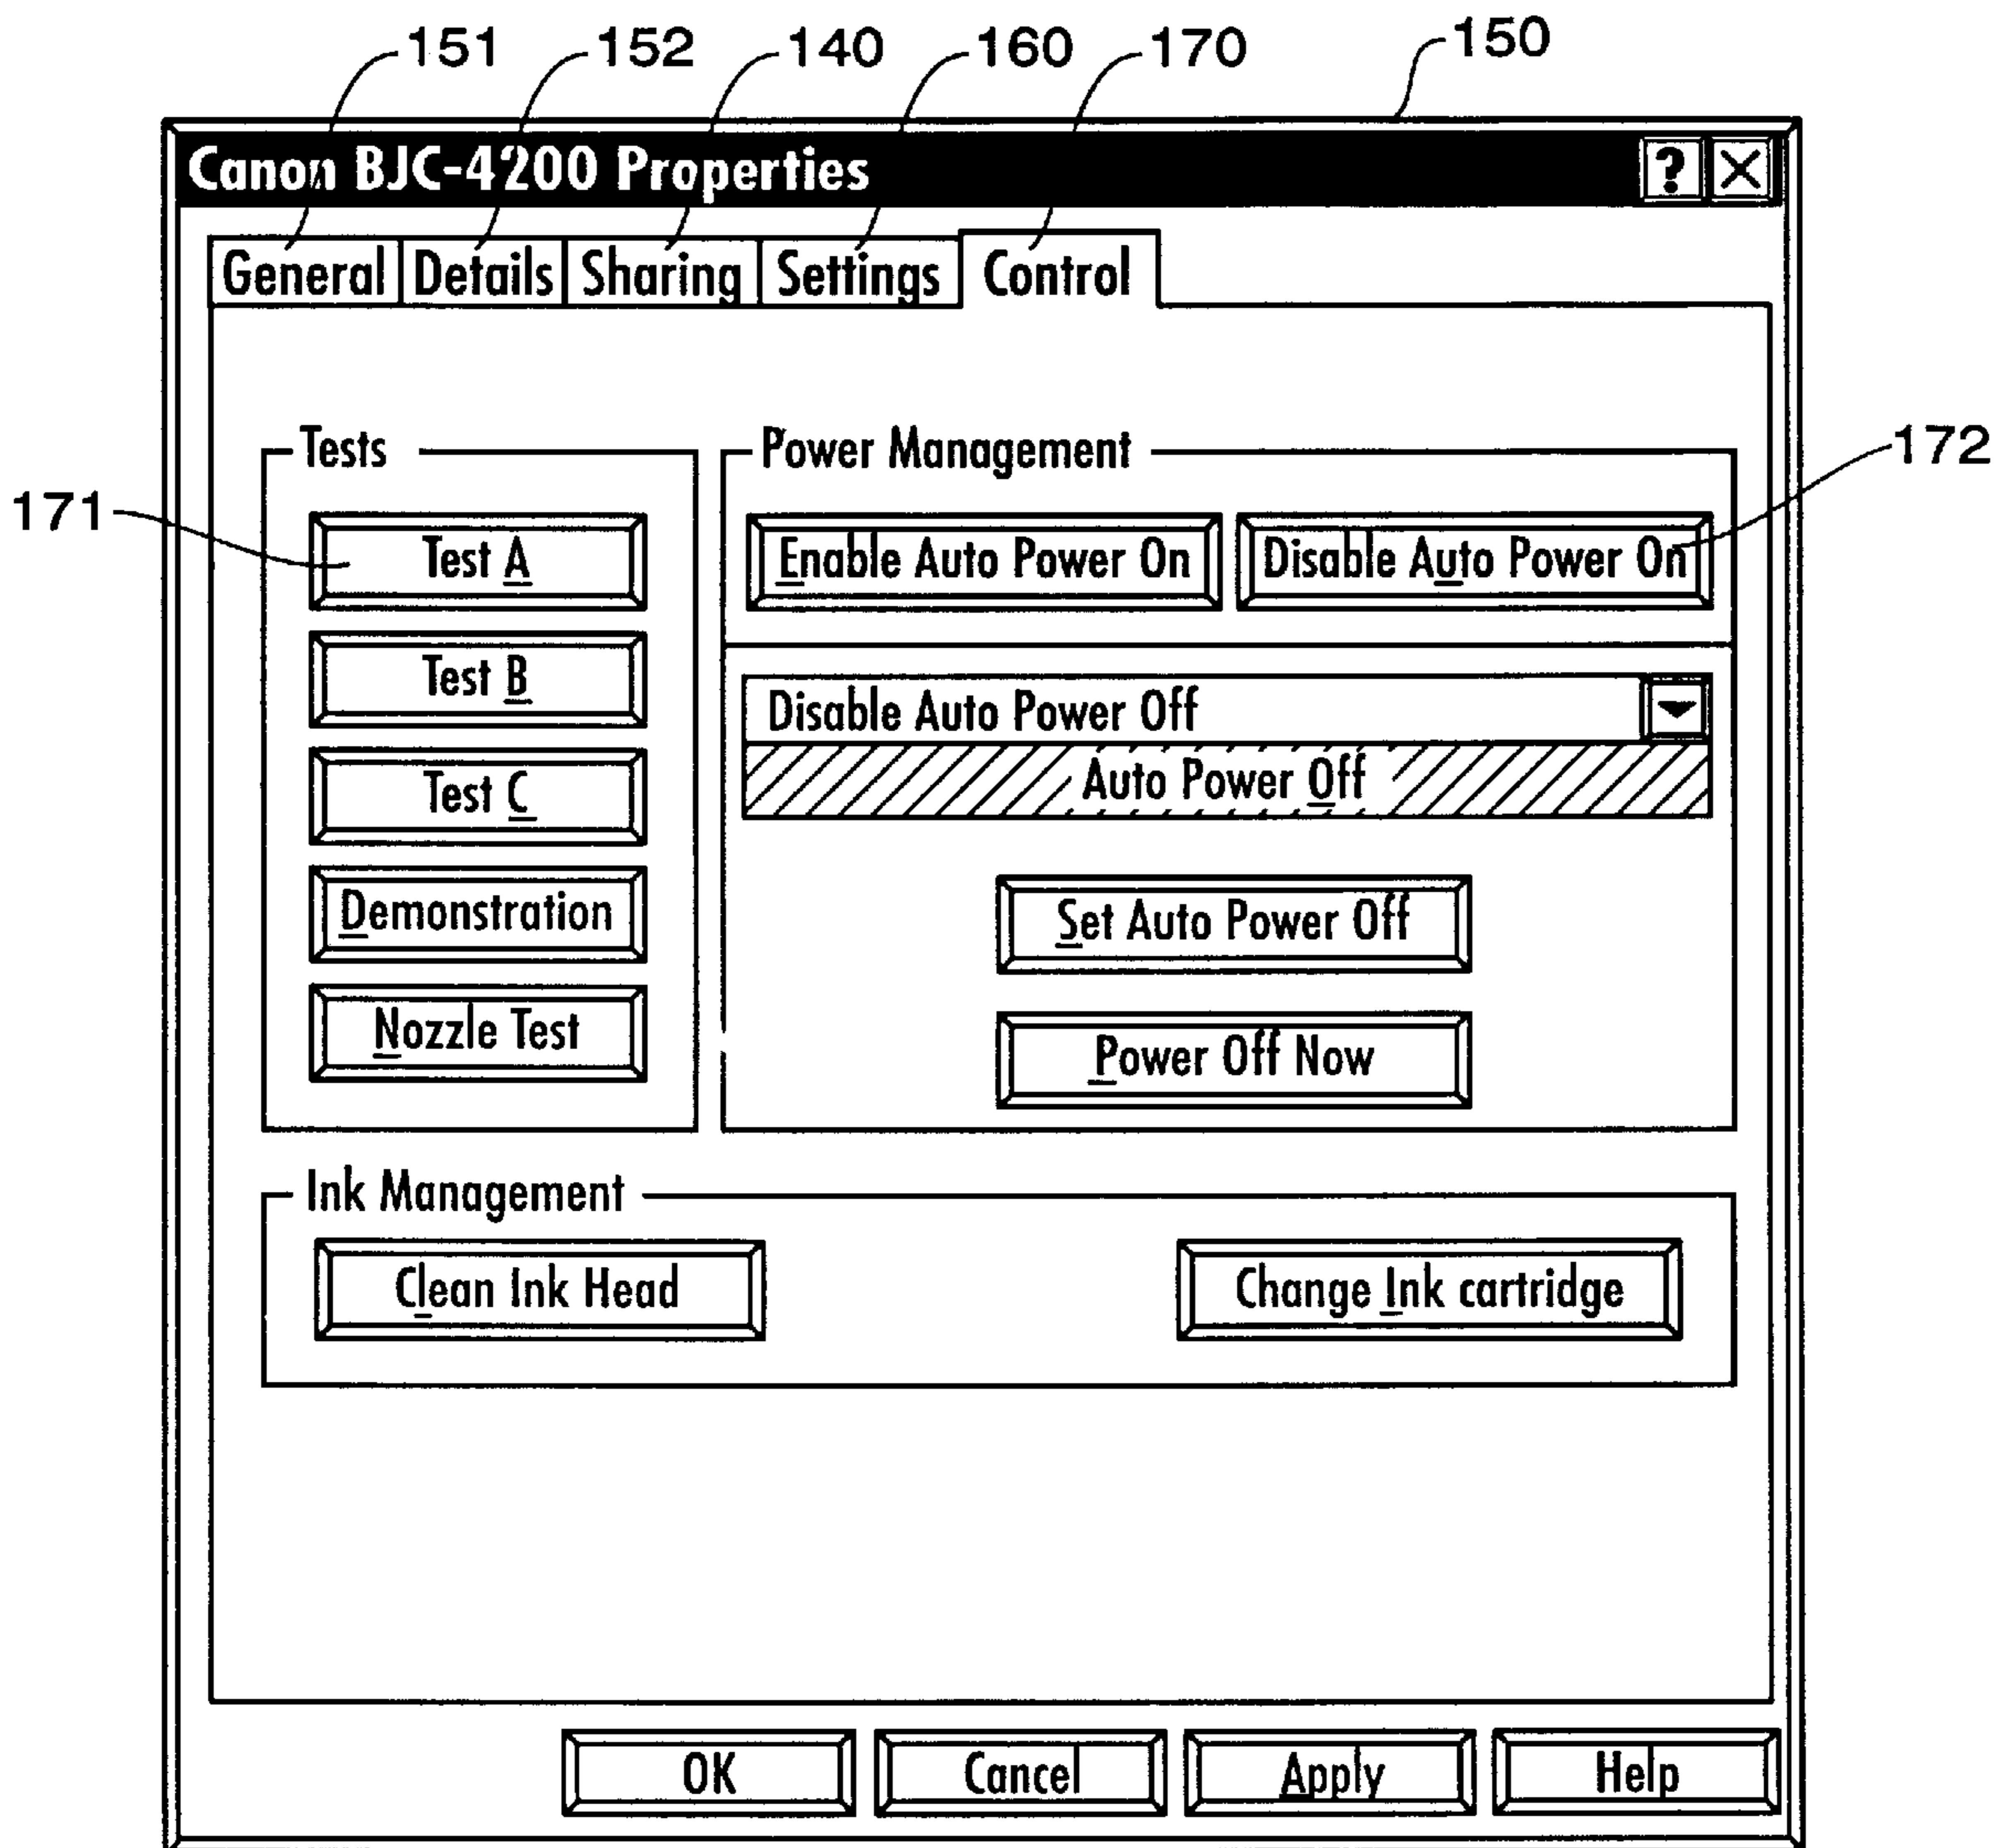 151 152 140 160 170 150
Canon BJC-4200 Properties ? X
General Details Sharing Settings Control
Tests
171
Test A
Test B
Test C
Demonstration
Nozzle Test
Power Management
172
Enable Auto Power On Disable Auto Power On
Disable Auto Power Off
Auto Power Off
Set Auto Power Off
Power Off Now
Ink Management
Clean Ink Head Change Ink cartridge
OK Cancel Apply Help